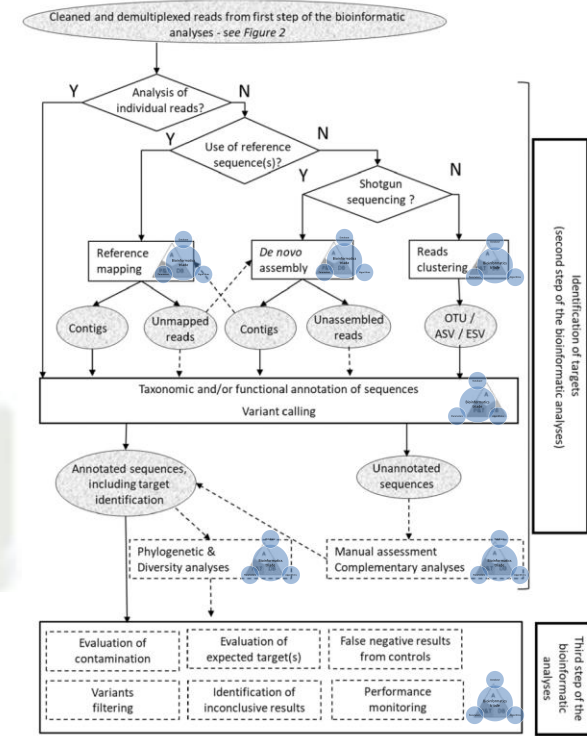 Cleaned and demultiplexed reads from first step of the bioinformatic
analyses - see Figure 2
Y
Analysis of
individual reads?
N
Y
Use of reference
sequence(s)?
N
Y
Shotgun
sequencing ?
N
Reference
mapping
De novo
assembly
Reads
clustering
Contigs
Unmapped
reads
Contigs
Unassembled
reads
OTU /
ASV / ESV
Taxonomic and/or functional annotation of sequences
Variant calling
Annotated sequences,
including target
identification
Unannotated
sequences
Phylogenetic &
Diversity analyses
Manual assessment
Complementary analyses
Identification of targets
(second step of the bioinformatic analyses)
Evaluation of
contamination
Evaluation of
expected target(s)
False negative results
from controls
Variants
filtering
Identification of
inconclusive results
Performance
monitoring
Third step of the
bioinformatic
analyses